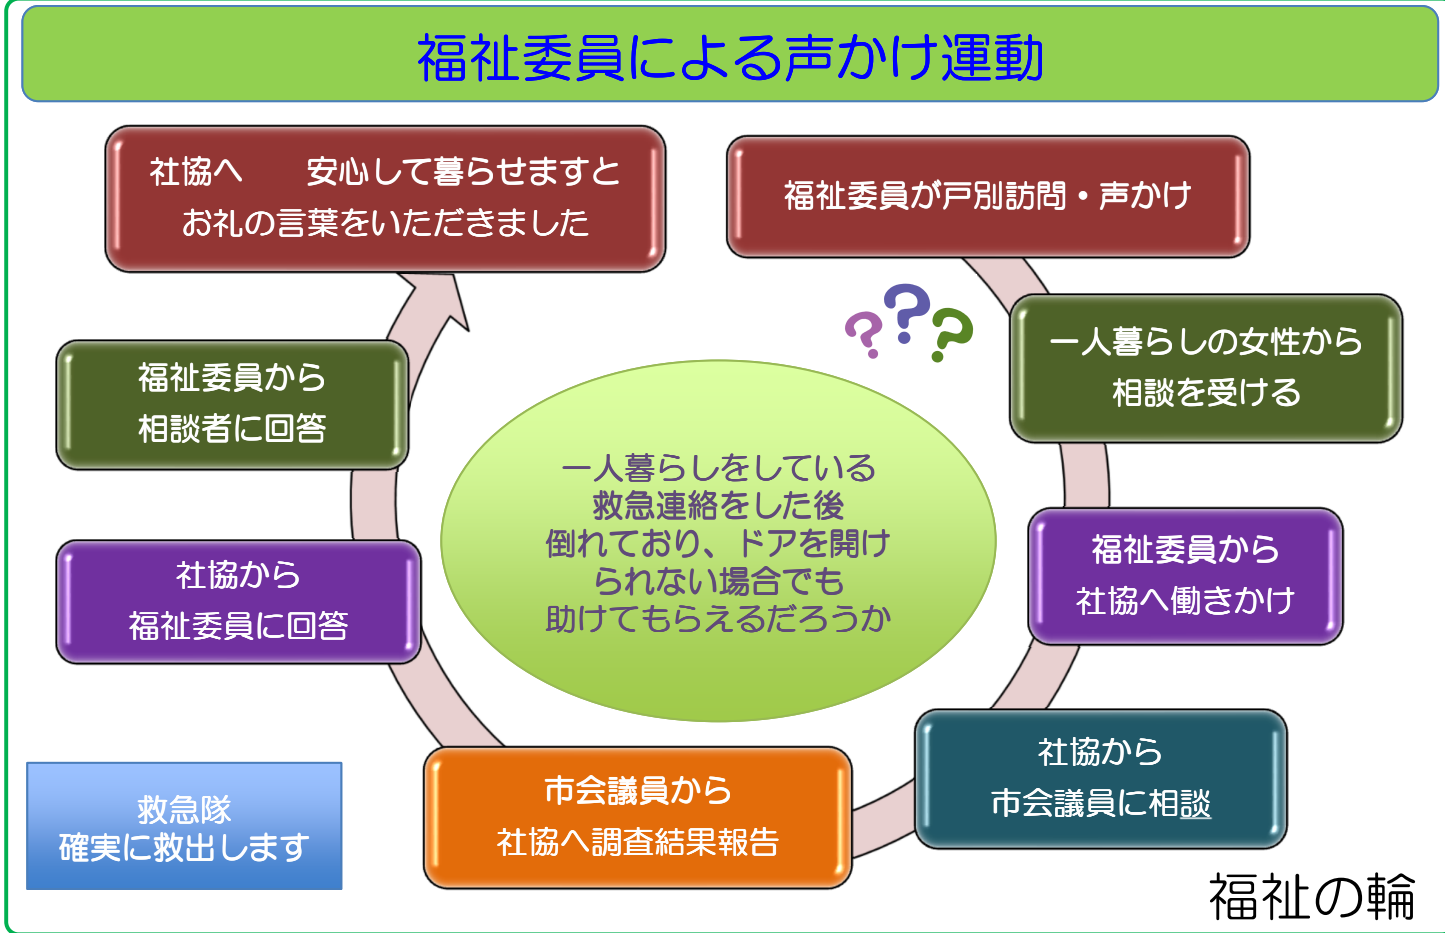 福祉委員による声かけ運動
福祉委員が戸別訪問・声かけ
一人暮らしの女性から
相談を受ける
福祉委員から
社協へ働きかけ
社協から
市会議員に相談
市会議員から
社協へ調査結果報告
社協から
福祉委員に回答
福祉委員から
相談者に回答
社協へ　　安心して暮らせますと
お礼の言葉をいただきました
???
一人暮らしをしている
救急連絡をした後
倒れており、ドアを開け
られない場合でも
助けてもらえるだろうか
救急隊
確実に救出します
福祉の輪